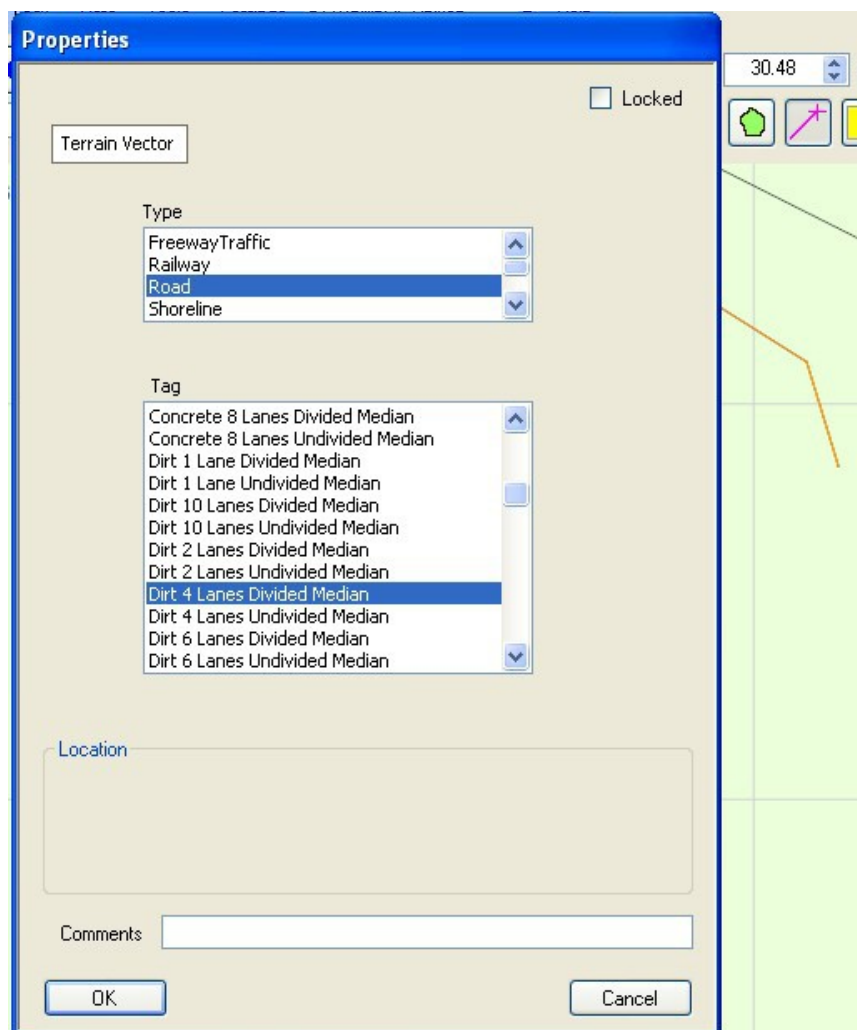 Properties
30.48
Locked
Terrain Vector
Type
FreewayTraffic
Railway
Road
Shoreline
Tag
Concrete 8 Lanes Divided Median
Concrete 8 Lanes Undivided Median
Dirt 1 Lane Divided Median
Dirt 1 Lane Undivided Median
Dirt 10 Lanes Divided Median
Dirt 10 Lanes Undivided Median
Dirt 2 Lanes Divided Median
Dirt 2 Lanes Undivided Median
Dirt 4 Lanes Divided Median
Dirt 4 Lanes Undivided Median
Dirt 6 Lanes Divided Median
Dirt 6 Lanes Undivided Median
Location
Comments
OK
Cancel